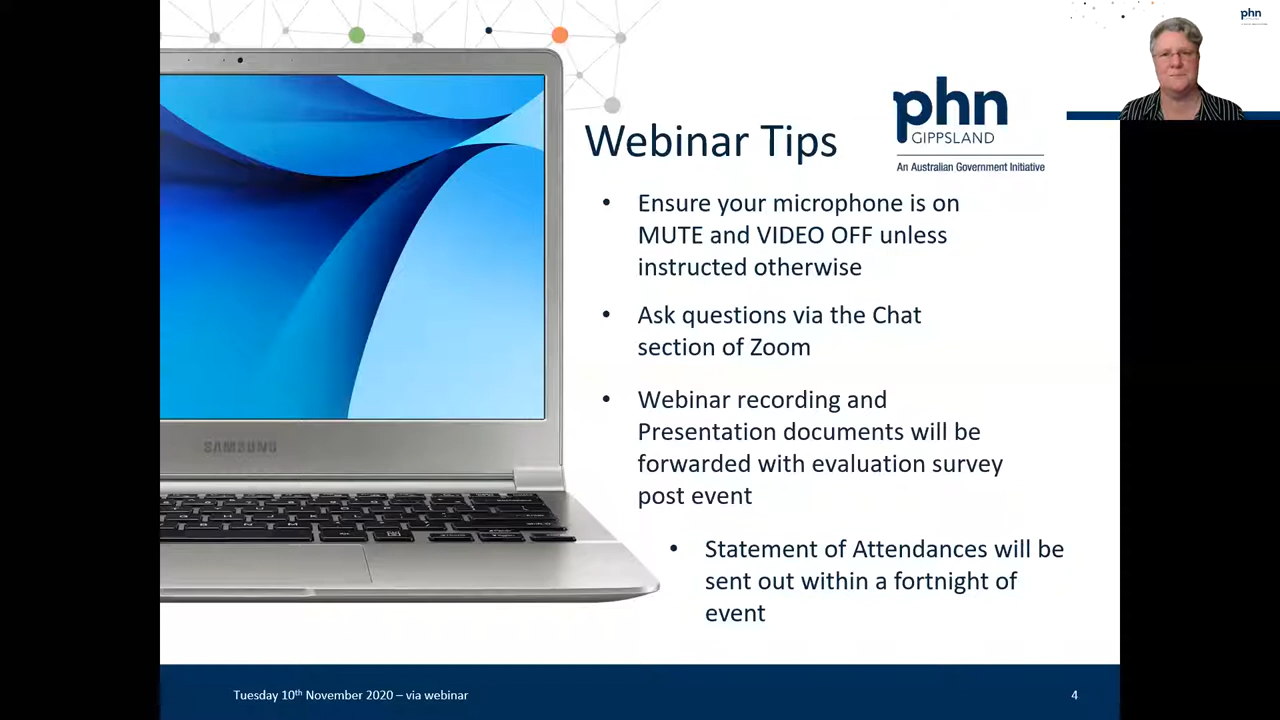 phn
GIPPSLAND
An Australian Government Initiative
phn
Webinar Tips
• Ensure your microphone is on
MUTE and VIDEO OFF unless
instructed otherwise
• Ask questions via the Chat
section of Zoom
• Webinar recording and
Presentation documents will be
forwarded with evaluation survey
post event
• Statement of Attendances will be
sent out within a fortnight of
event
SAMSUNG
Tuesday 10th November 2020 – via webinar
4